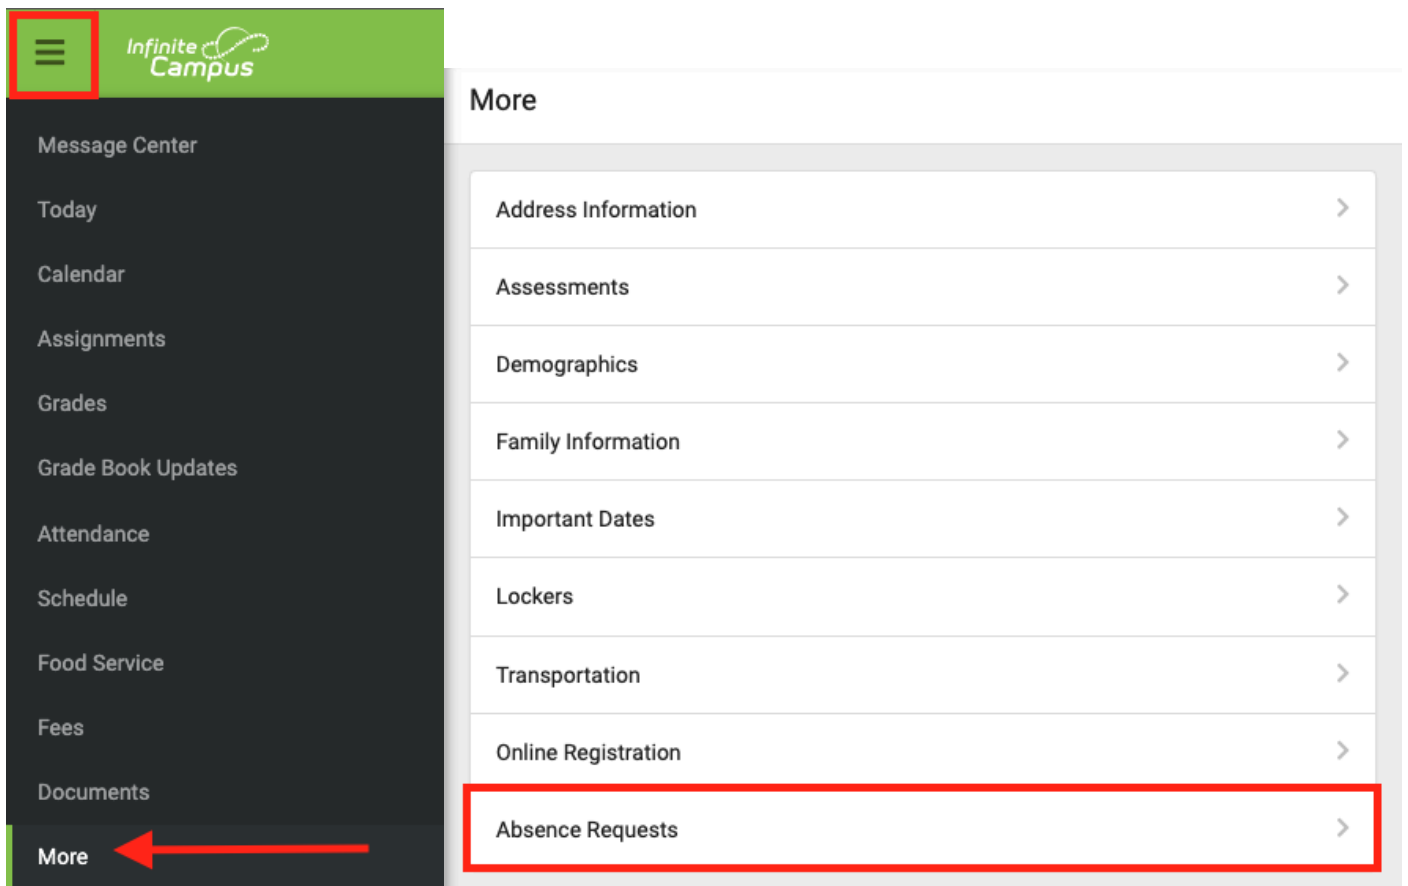 Infinite
Campus
Message Center
Today
Calendar
Assignments
Grades
Grade Book Updates
Attendance
Schedule
Food Service
Fees
Documents
More
More
Address Information
Assessments
Demographics
Family Information
Important Dates
Lockers
Transportation
Online Registration
Absence Requests